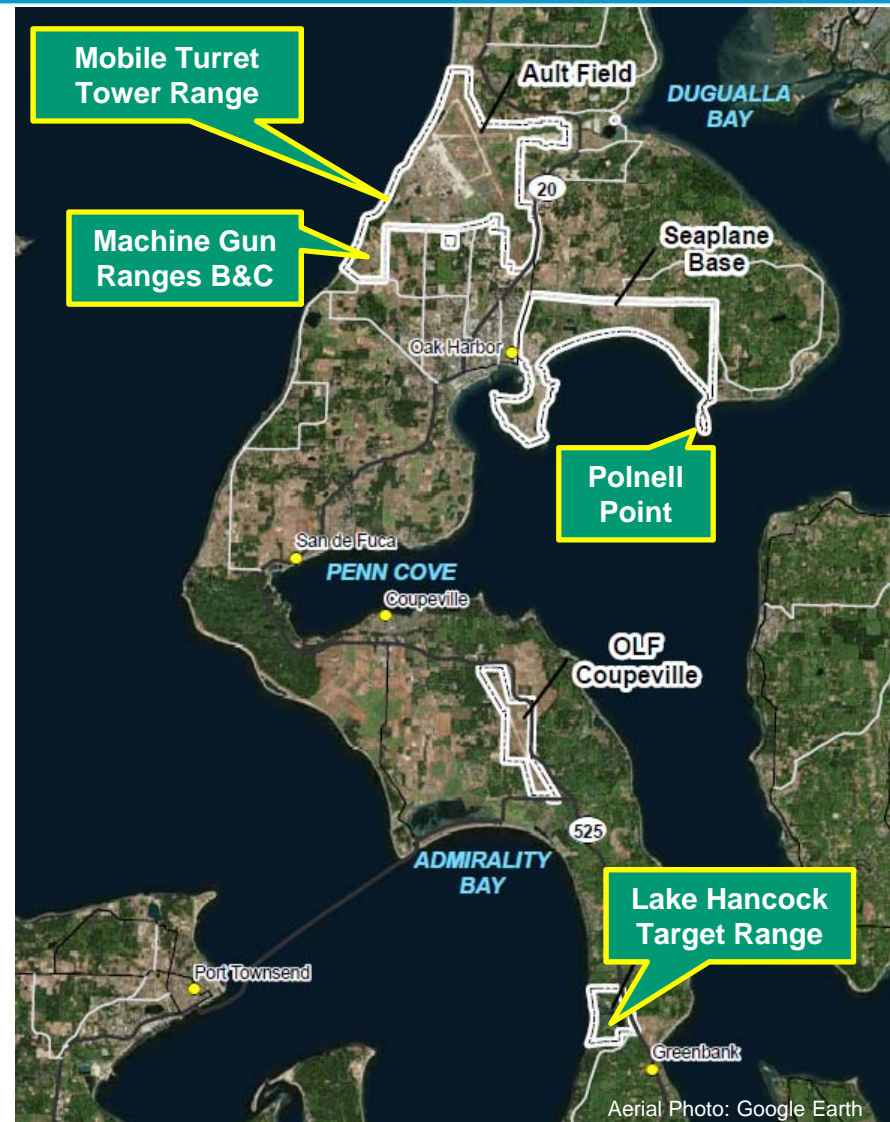 Mobile Turret
Tower Range
Ault Field
DUGUALLA
BAY
20
Machine Gun
Ranges B&C
Seaplane
Base
Oak Harbor
Polnell
Point
San de Fuca
PENN COVE
Coupeville
OLF
Coupeville
525
ADMIRALITY
BAY
Lake Hancock
Target Range
Port Townsend
Greenbank
Aerial Photo: Google Earth